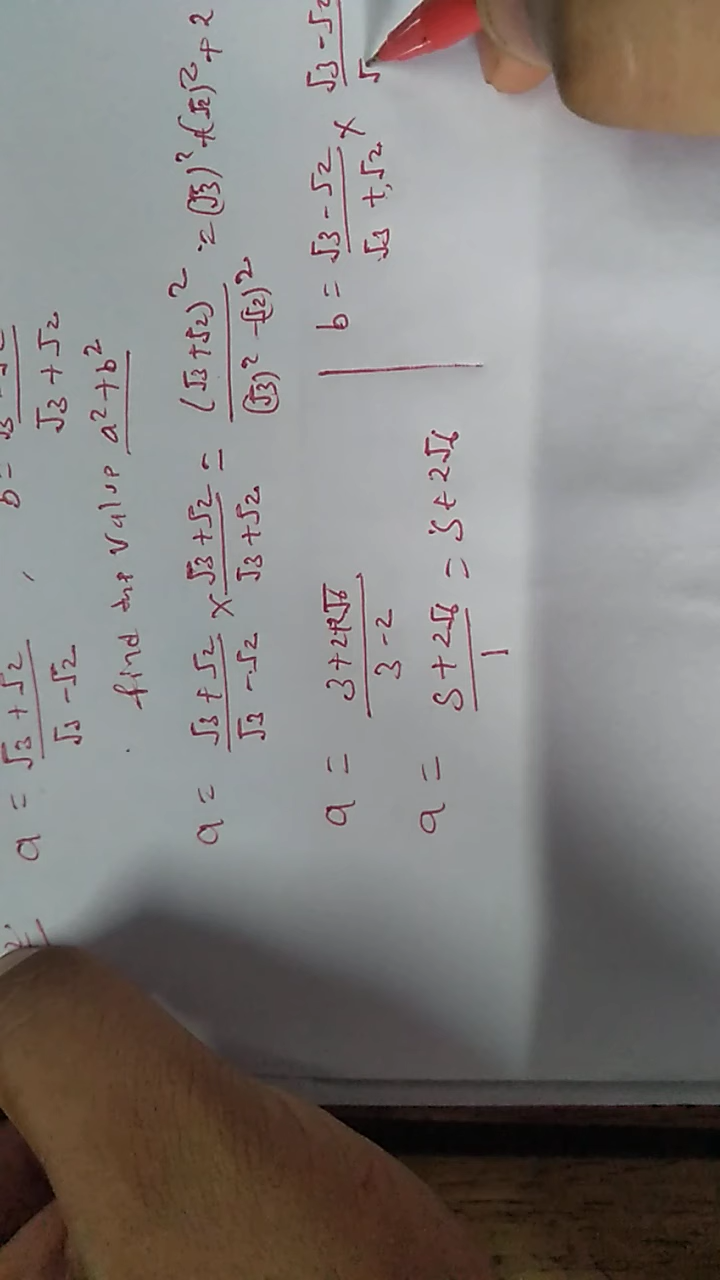 a = √3 + √2 / √3 - √2 , b = √3 - √2 / √3 + √2
find the value a² + b²
a = √3 + √2 / √3 - √2 × √3 + √2 / √3 + √2 = (√3 + √2)² / (√3)² - (√2)² = (√3)² + (√2)² + 2
a = 3 + 2 + 2√6 / 3 - 2
b = √3 - √2 / √3 + √2 × √3 - √2 / √
a = 5 + 2√6 / 1 = 5 + 2√6